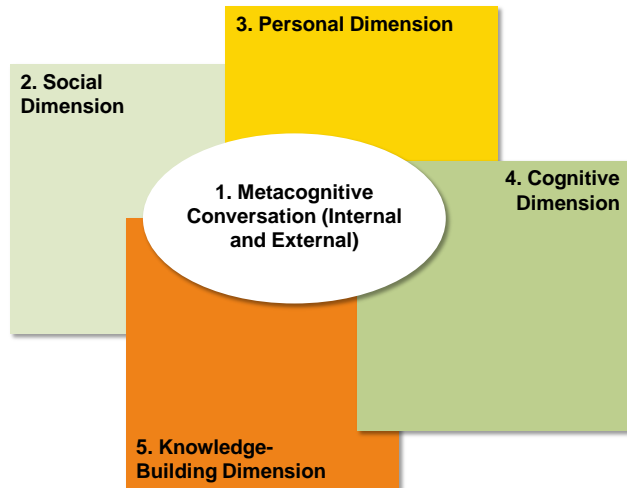 3. Personal Dimension
2. Social
Dimension
1. Metacognitive
Conversation (Internal
and External)
4. Cognitive
Dimension
5. Knowledge-
Building Dimension